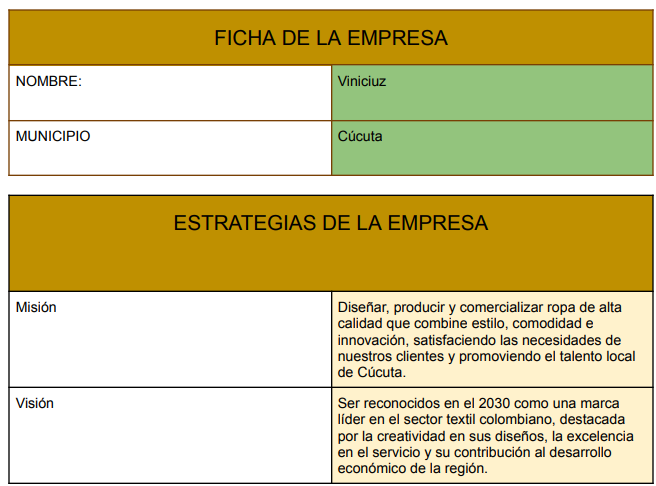 FICHA DE LA EMPRESA
NOMBRE:
Viniciuz
MUNICIPIO
Cúcuta
ESTRATEGIAS DE LA EMPRESA
Misión
Diseñar, producir y comercializar ropa de alta
calidad que combine estilo, comodidad e
innovación, satisfaciendo las necesidades de
nuestros clientes y promoviendo el talento local
de Cúcuta.
Visión
Ser reconocidos en el 2030 como una marca
líder en el sector textil colombiano, destacada
por la creatividad en sus diseños, la excelencia
en el servicio y su contribución al desarrollo
económico de la región.